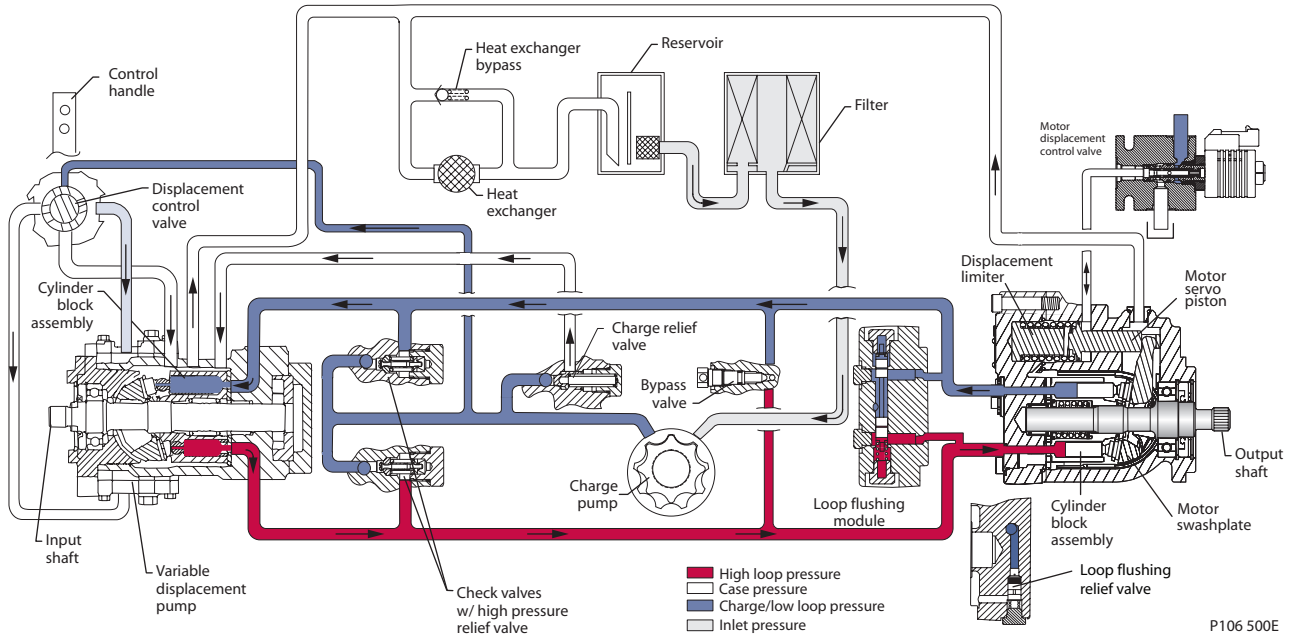 Control
handle
Heat exchanger
bypass
Reservoir
Filter
Motor
displacement
control valve
Displacement
control
valve
Heat
exchanger
Displacement
limiter
Motor
servo
piston
Cylinder
block
assembly
Charge relief
valve
Bypass
valve
Output
shaft
Charge
pump
Loop flushing
module
Cylinder
block
assembly
Motor
swashplate
Input
shaft
Variable
displacement
pump
Check valves
w/ high pressure
relief valve
High loop pressure
Case pressure
Charge/low loop pressure
Inlet pressure
Loop flushing
relief valve
P106 500E